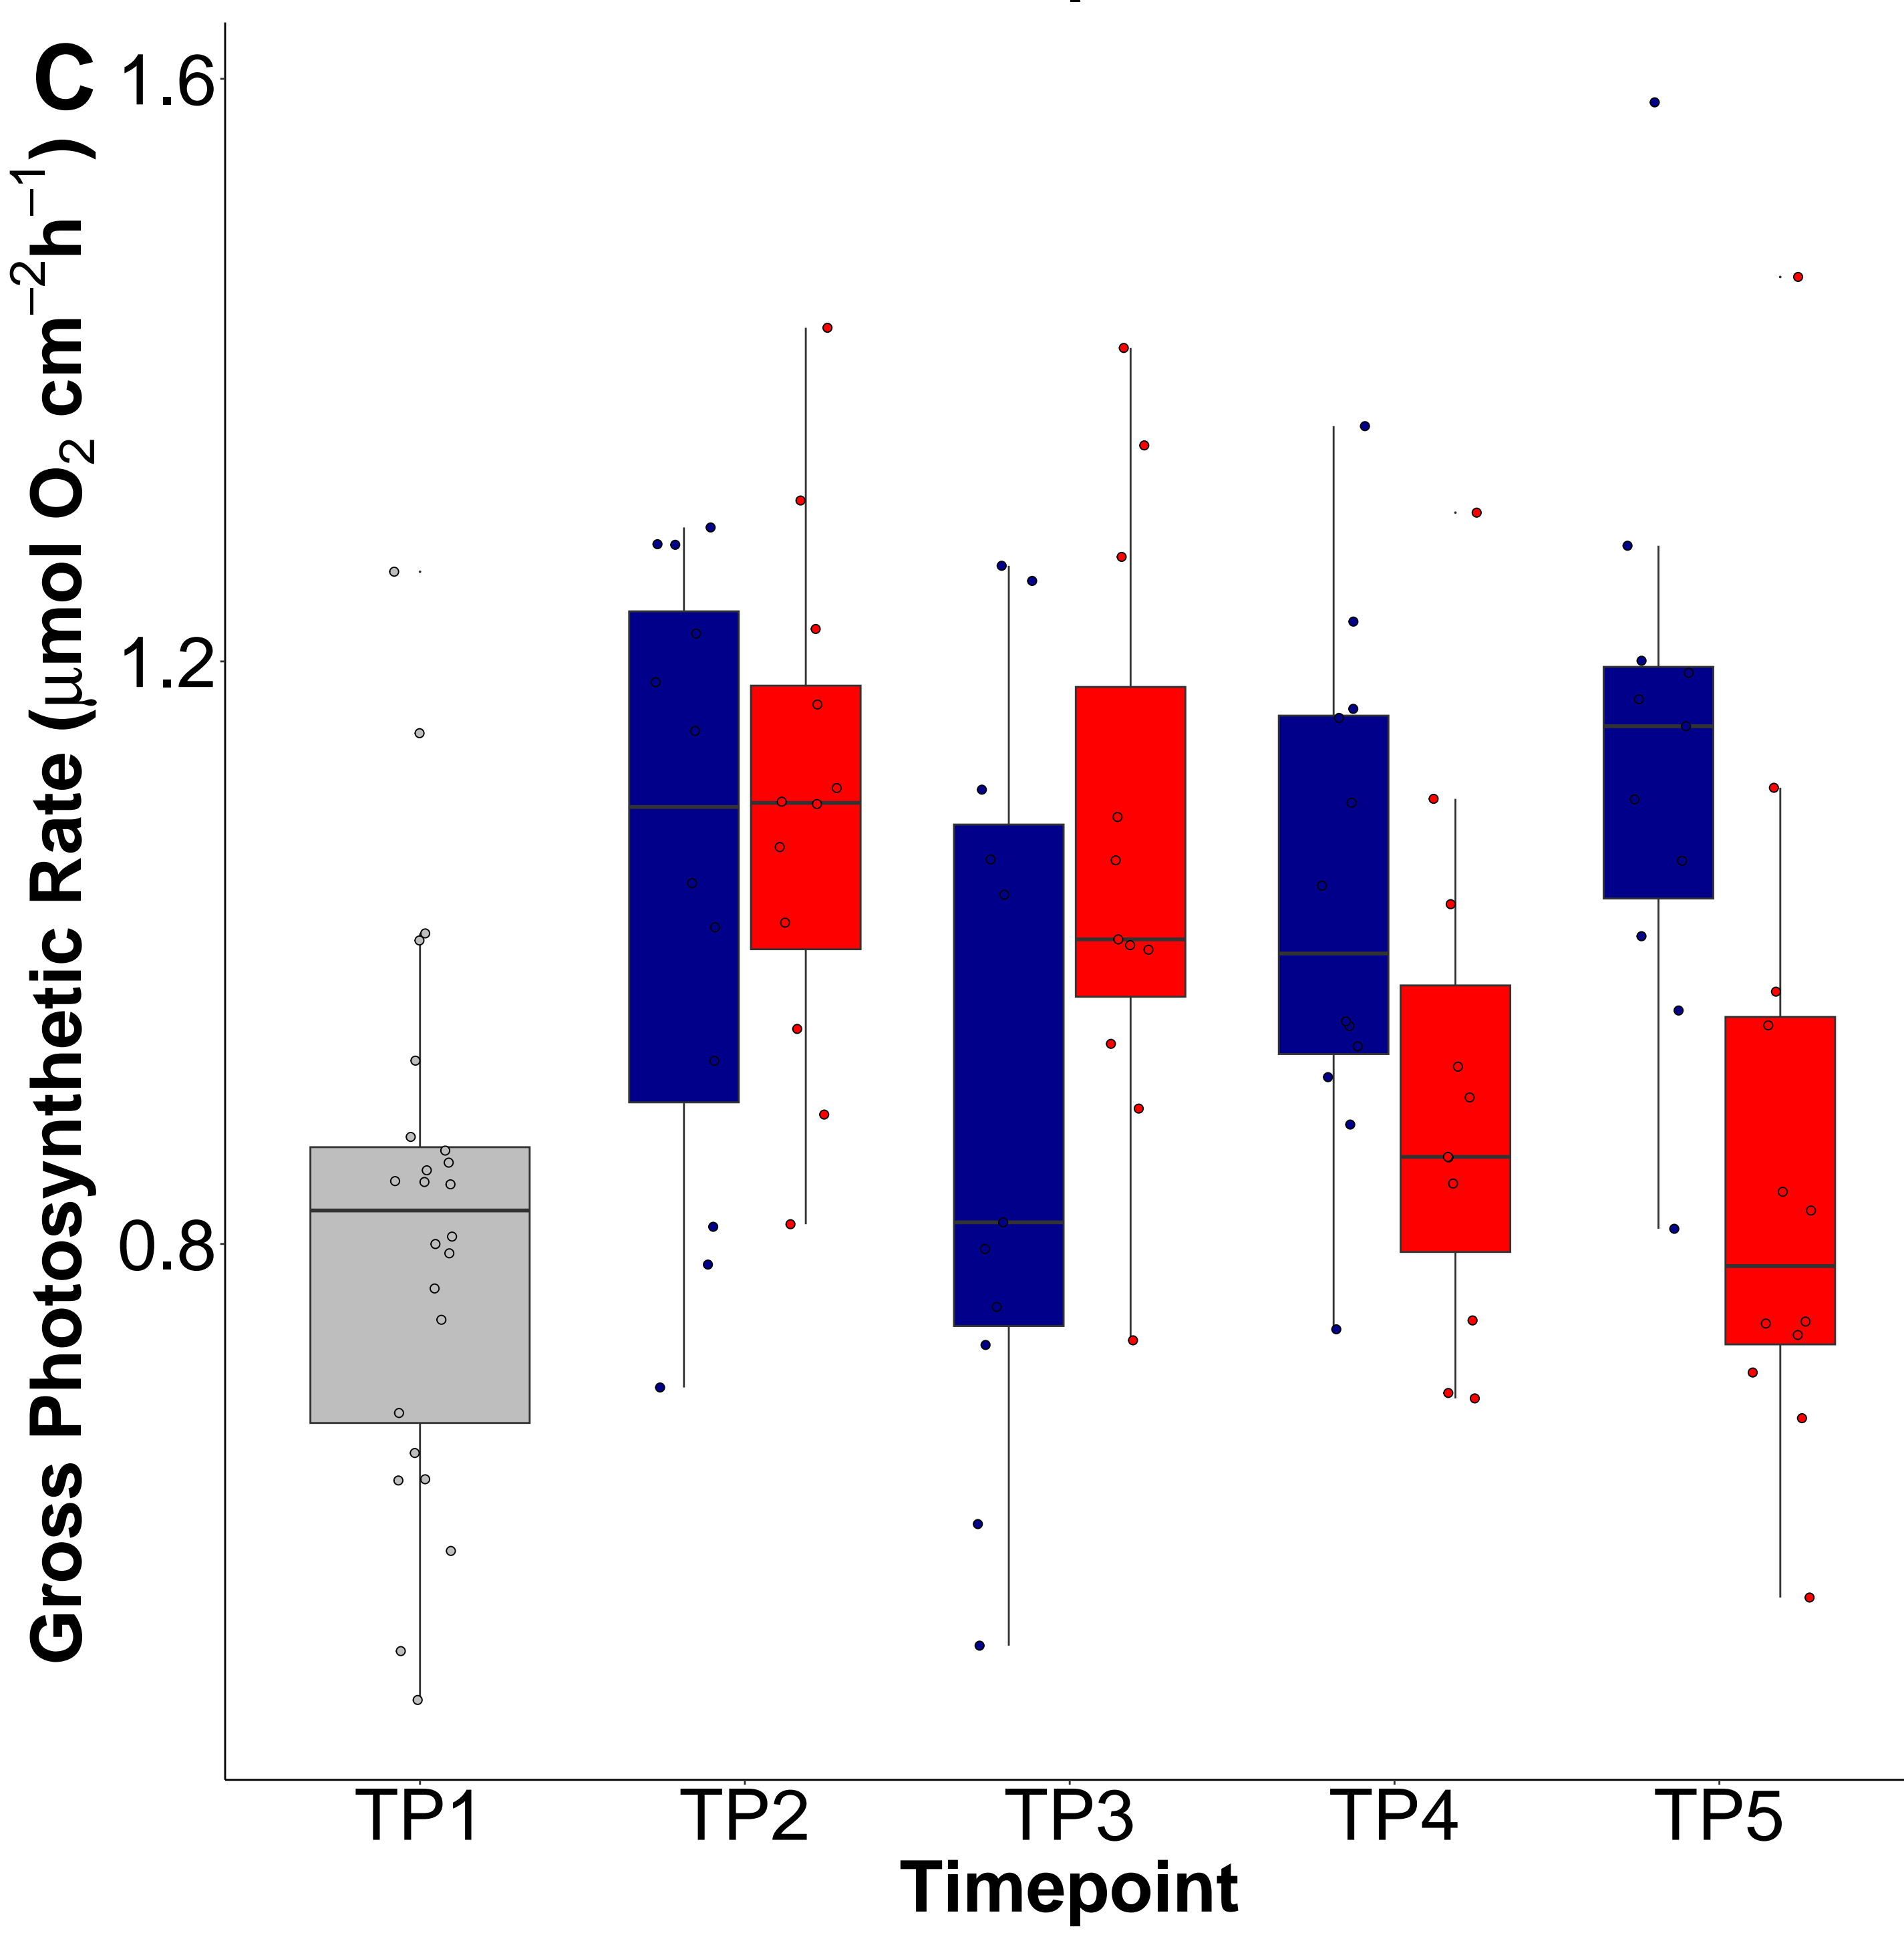 C
Gross Photosynthetic Rate (μmol O₂ cm⁻²h⁻¹)
1.6
1.2
0.8
TP1 TP2 TP3 TP4 TP5
Timepoint